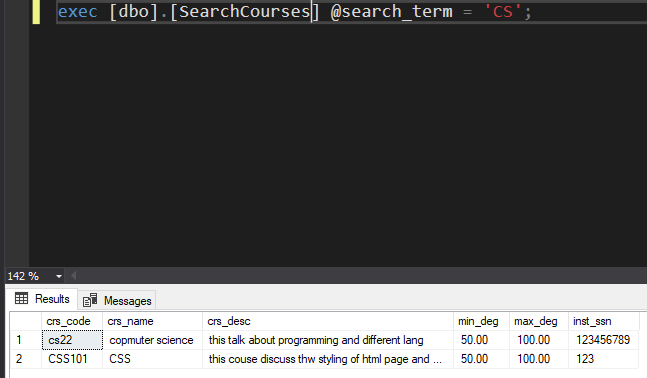 exec [dbo].[SearchCourses] @search_term = 'CS';
142 %
Results Messages
crs_code crs_name crs_desc min_deg max_deg inst_ssn
1 cs22 copmuter science this talk about programming and different lang 50.00 100.00 123456789
2 CSS101 CSS this couse discuss thw styling of html page and ... 50.00 100.00 123